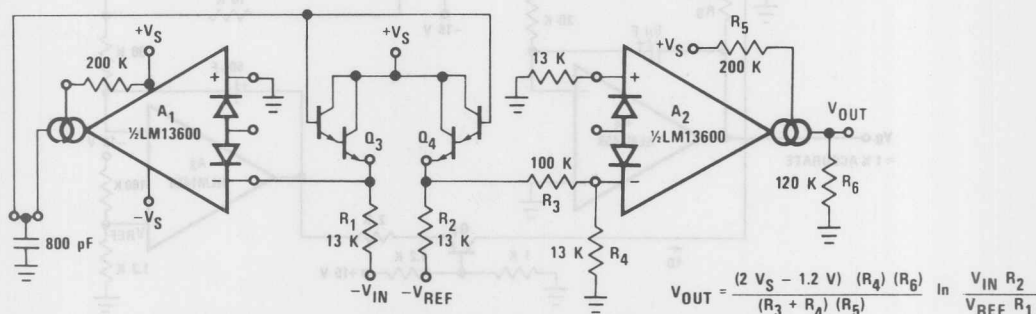 +VS
200 K
A1
½LM13600
+
−
−VS
800 pF
+VS
Q3
Q4
R1
13 K
−VIN
R2
13 K
−VREF
13 K
100 K
R3
13 K
R4
+
−
A2
½LM13600
+VS
R5
200 K
VOUT
120 K
R6
VOUT = (2 VS − 1.2 V) (R4) (R6) / (R3 + R4) (R5) ln VIN R2 / VREF R1